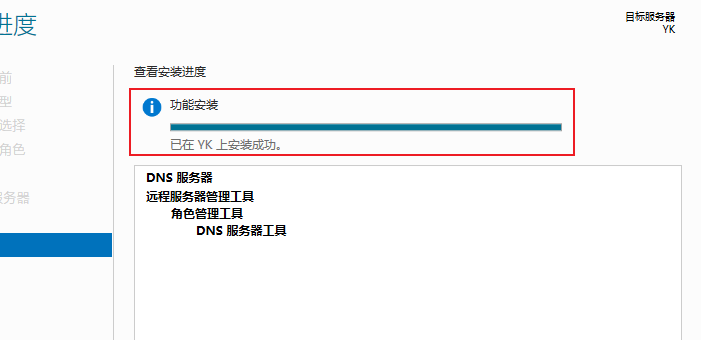 进度
目标服务器
YK
前
型
选择
角色
服务器
查看安装进度
功能安装
已在 YK 上安装成功。
DNS 服务器
远程服务器管理工具
角色管理工具
DNS 服务器工具